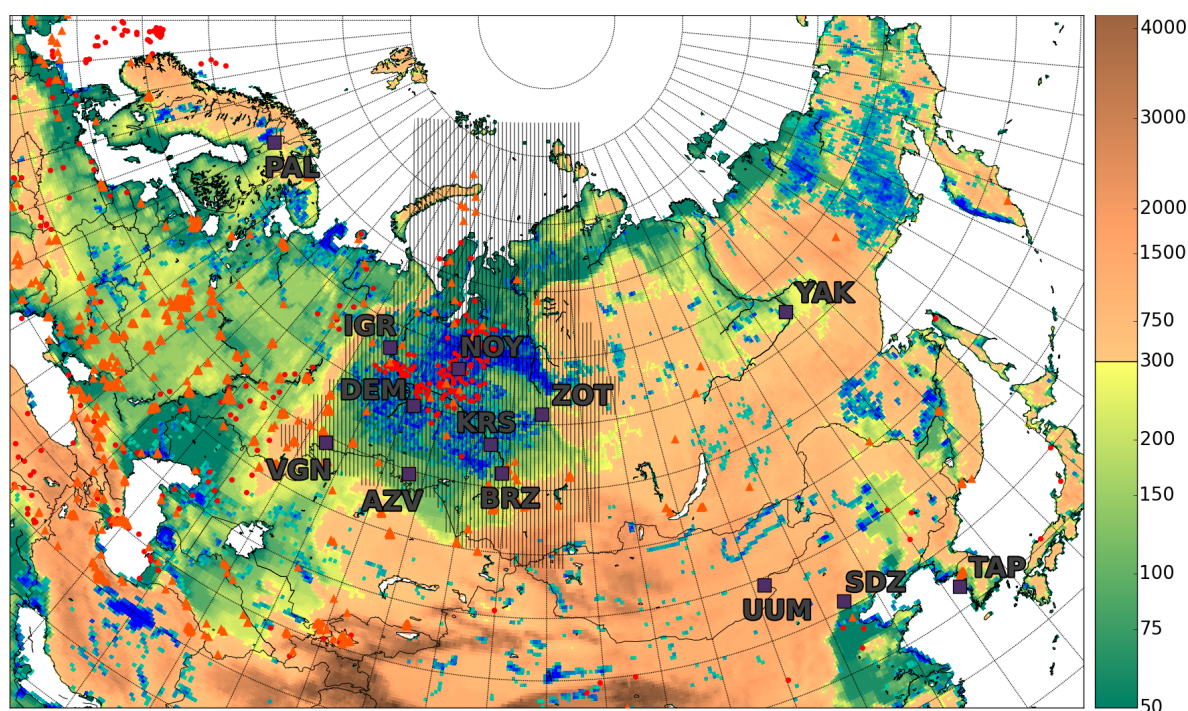 4000
3000
PAL
2000
1500
YAK
IGR
NOY
750
300
DEM
ZOT
KRS
200
VGN
AZV
BRZ
150
TAP
SDZ
100
UUM
75
50